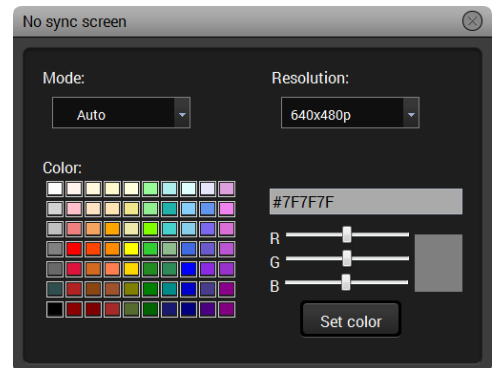 No sync screen
Mode:
Resolution:
Auto
640x480p
Color:
#7F7F7F
R
G
B
Set color